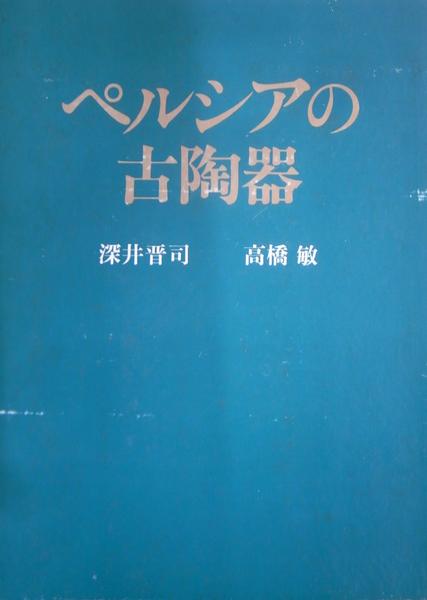 ペルシアの
古陶器
深井晋司 高橋敏